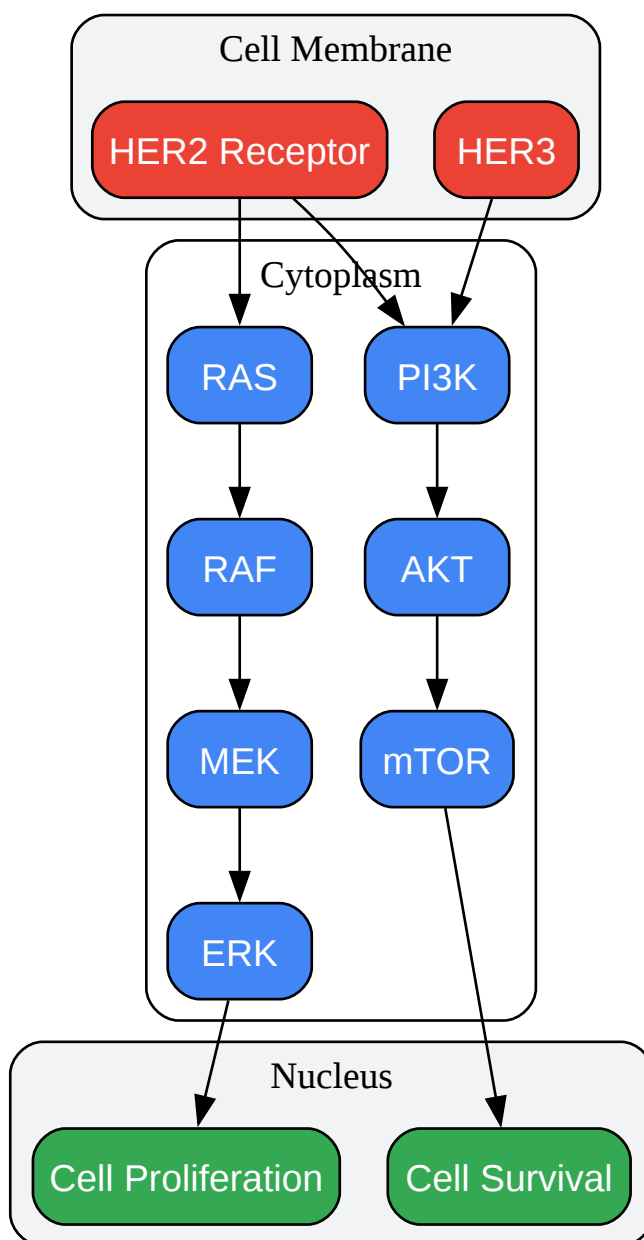 Cell Membrane
HER2 Receptor
HER3
Cytoplasm
RAS
PI3K
RAF
AKT
MEK
mTOR
ERK
Nucleus
Cell Proliferation
Cell Survival